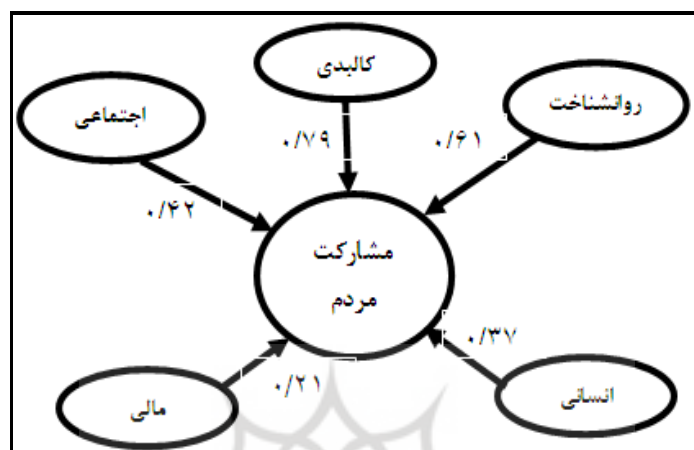 کالبدی
روانشناخت
اجتماعی
۰/۷۹
۰/۶۱
۰/۴۲
مشارکت
مردم
۰/۳۷
۰/۲۱
انسانی
مالی